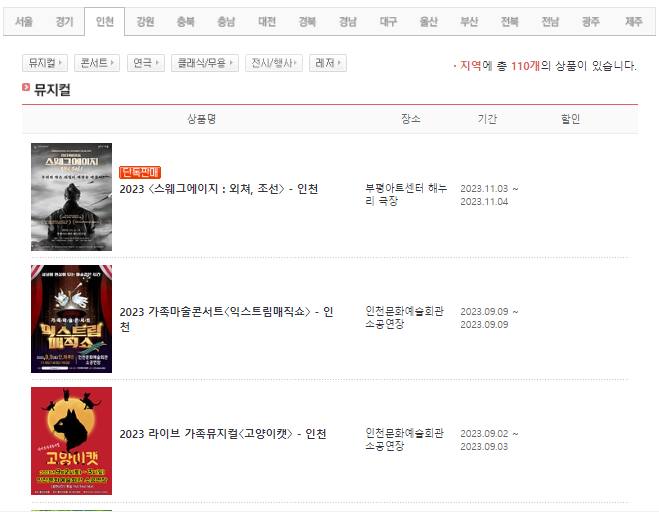 서울 경기 인천 강원 충북 충남 대전 경북 경남 대구 울산 부산 전북 전남 광주 제주
뮤지컬 콘서트 연극 클래식/무용 전시/행사 레저
· 지역에 총 110개의 상품이 있습니다.
뮤지컬
상품명 장소 기간 할인
스웨그에이지
단독판매
2023 〈스웨그에이지 : 외쳐, 조선〉 - 인천
부평아트센터 해누
리 극장
2023.11.03 ~
2023.11.04
가족마술콘서트
익스트림
매직쇼
2023 가족마술콘서트〈익스트림매직쇼〉 - 인
천
인천문화예술회관
소공연장
2023.09.09 ~
2023.09.09
고양이캣
2023 라이브 가족뮤지컬〈고양이캣〉 - 인천
인천문화예술회관
소공연장
2023.09.02 ~
2023.09.03